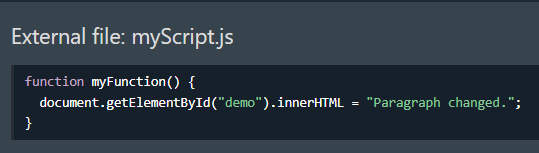 External file: myScript.js
function myFunction() {
  document.getElementById("demo").innerHTML = "Paragraph changed.";
}